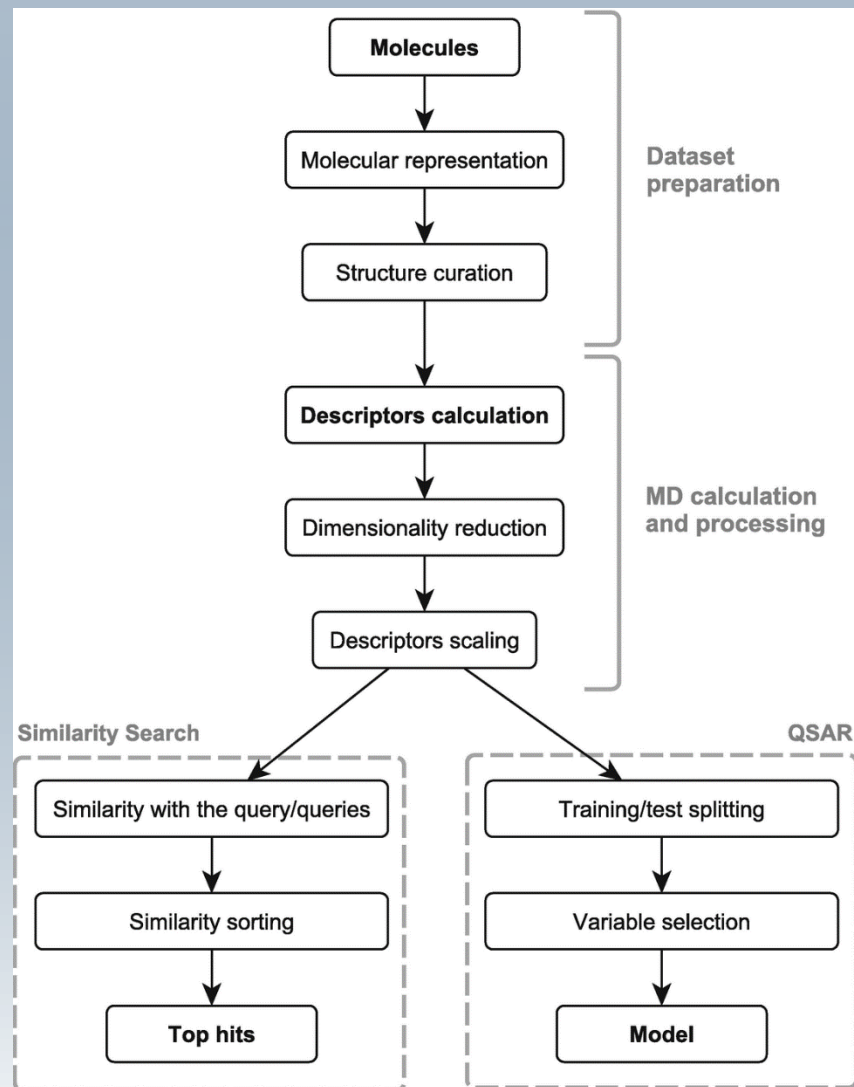 Molecules
Molecular representation
Dataset
preparation
Structure curation
Descriptors calculation
MD calculation
and processing
Dimensionality reduction
Descriptors scaling
Similarity Search
Similarity with the query/queries
Similarity sorting
Top hits
QSAR
Training/test splitting
Variable selection
Model